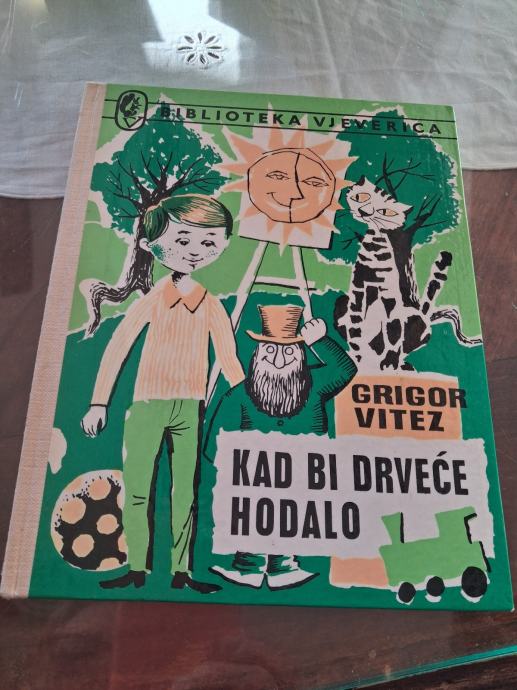 BIBLIOTEKA VJEVERICA
GRIGOR
VITEZ
KAD BI DRVEĆE
HODALO